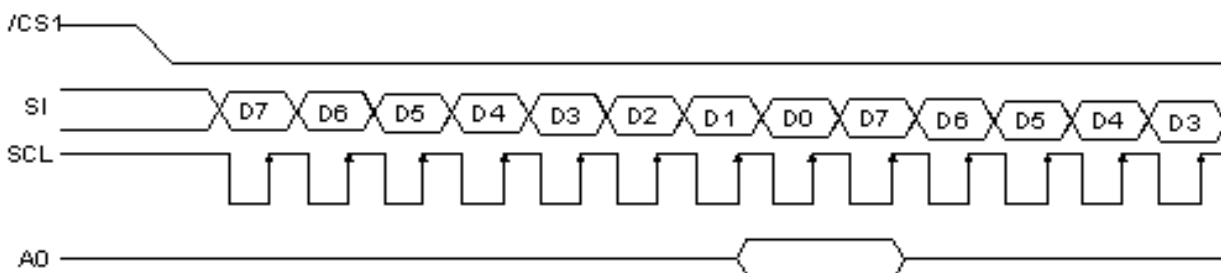 /CS1
SI D7 D6 D5 D4 D3 D2 D1 D0 D7 D6 D5 D4 D3
SCL
A0